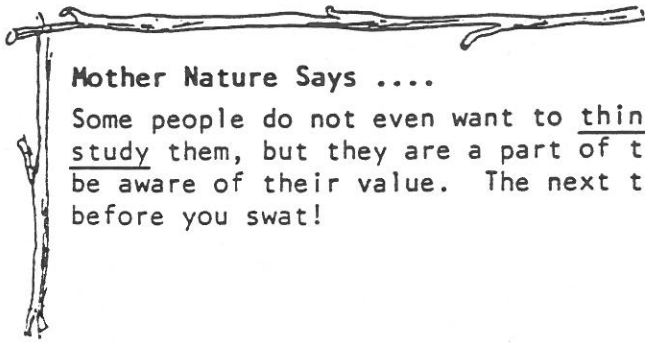 Mother Nature Says ....
Some people do not even want to thin
study them, but they are a part of t
be aware of their value.  The next t
before you swat!